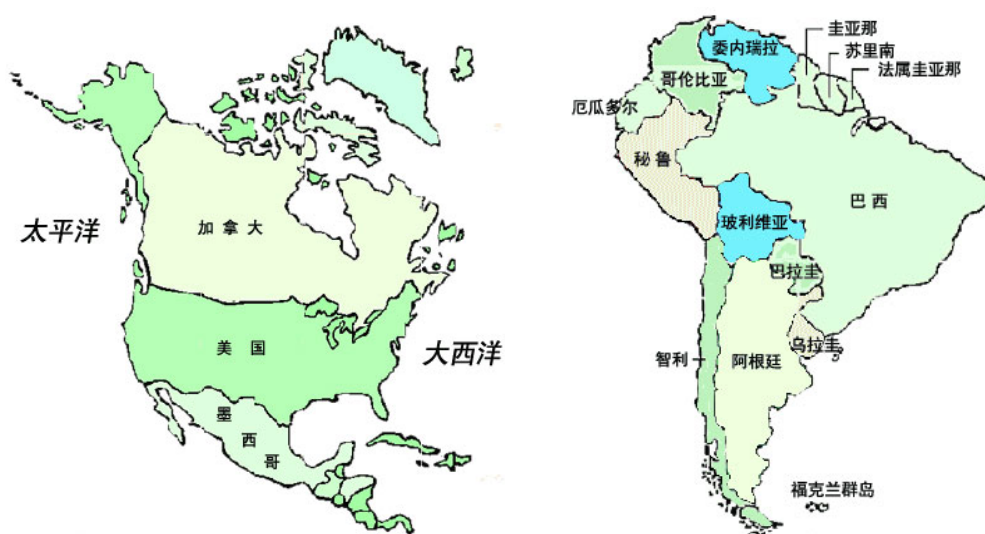 太平洋
加拿大
美国
大西洋
墨西哥
圭亚那
苏里南
法属圭亚那
委内瑞拉
哥伦比亚
厄瓜多尔
秘鲁
巴西
玻利维亚
巴拉圭
乌拉圭
智利
阿根廷
福克兰群岛